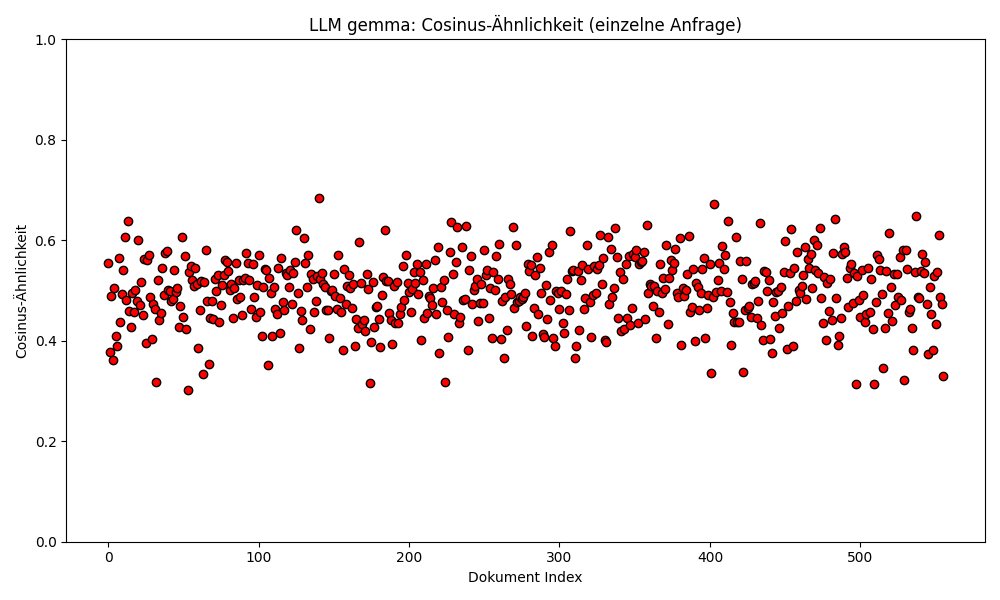 LLM gemma: Cosinus-Ähnlichkeit (einzelne Anfrage)
1.0
0.8
0.6
0.4
0.2
0.0
Cosinus-Ähnlichkeit
0 100 200 300 400 500
Dokument Index